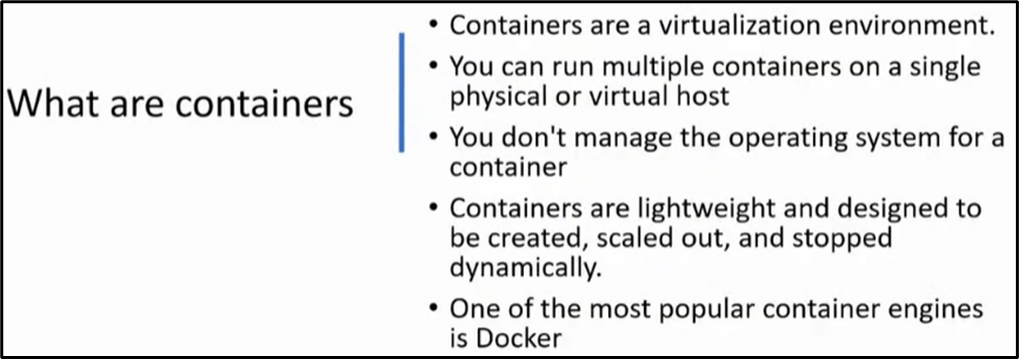 What are containers
• Containers are a virtualization environment.
• You can run multiple containers on a single
physical or virtual host
• You don't manage the operating system for a
container
• Containers are lightweight and designed to
be created, scaled out, and stopped
dynamically.
• One of the most popular container engines
is Docker